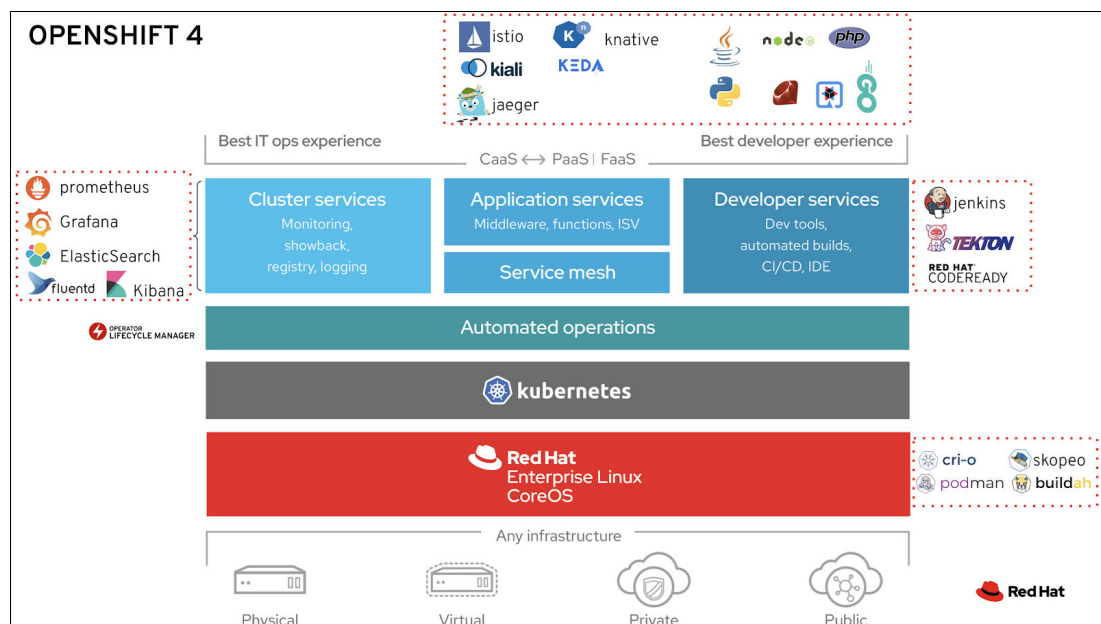 OPENSHIFT 4
istio
K n knative
kiali
KEDA
jaeger
node
php
Best IT ops experience
Best developer experience
CaaS ↔ PaaS | FaaS
prometheus
Grafana
ElasticSearch
fluentd
Kibana
Cluster services
Monitoring,
showback,
registry, logging
Application services
Middleware, functions, ISV
Service mesh
Developer services
Dev tools,
automated builds,
CI/CD, IDE
jenkins
TEKTON
RED HAT
CODEREADY
OPERATOR
LIFECYCLE MANAGER
Automated operations
kubernetes
Red Hat
Enterprise Linux
CoreOS
cri-o
skopeo
podman
buildah
Any infrastructure
Physical
Virtual
Private
Public
Red Hat